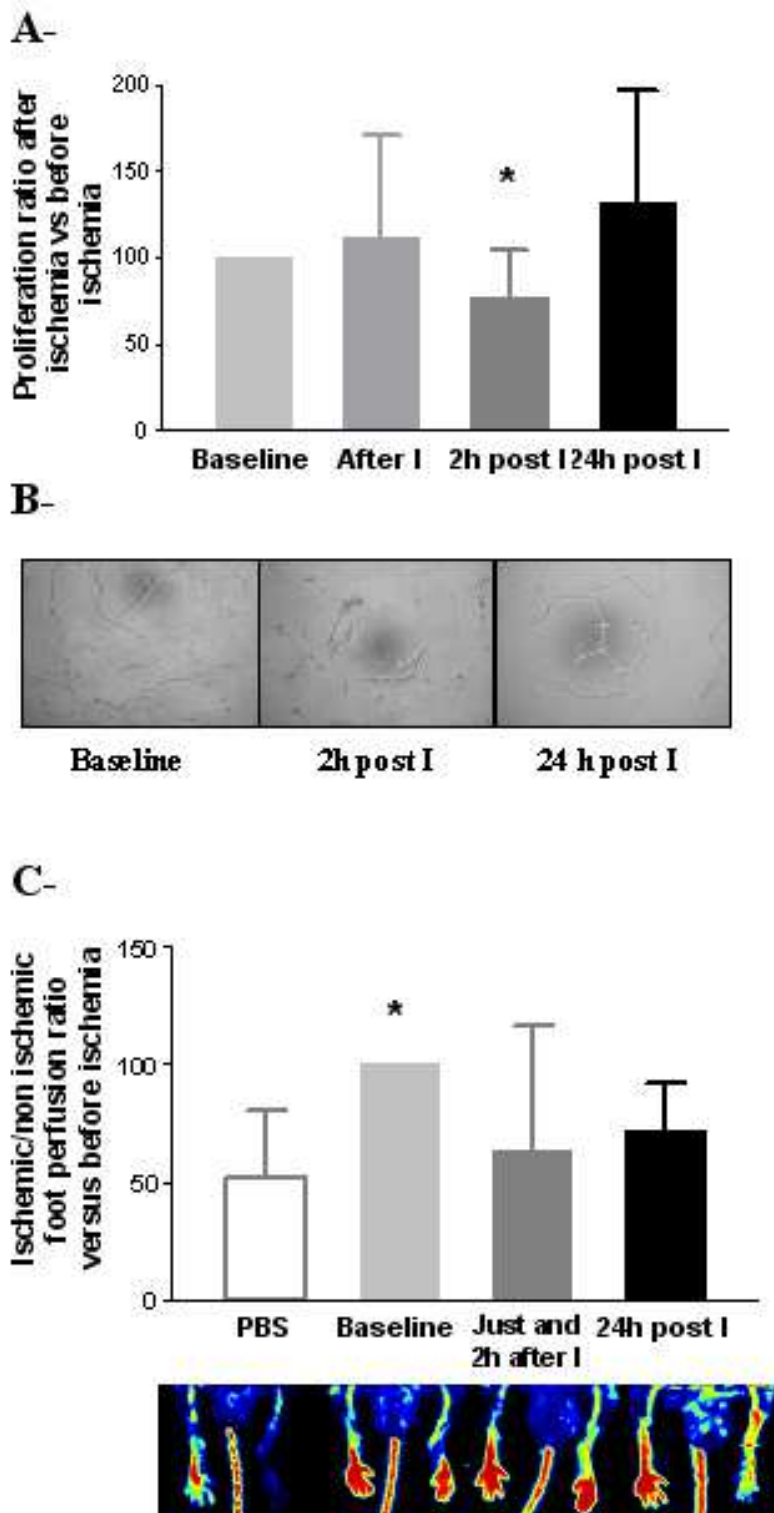 A-
Proliferation ratio after
ischemia vs before
ischemia
200
150
100
50
0
*
Baseline
After I
2h post I
24h post I
B-
Baseline
2h post I
24 h post I
C-
Ischemic/non ischemic
foot perfusion ratio
versus before ischemia
150
100
50
0
*
PBS
Baseline
Just and
2h after I
24h post I